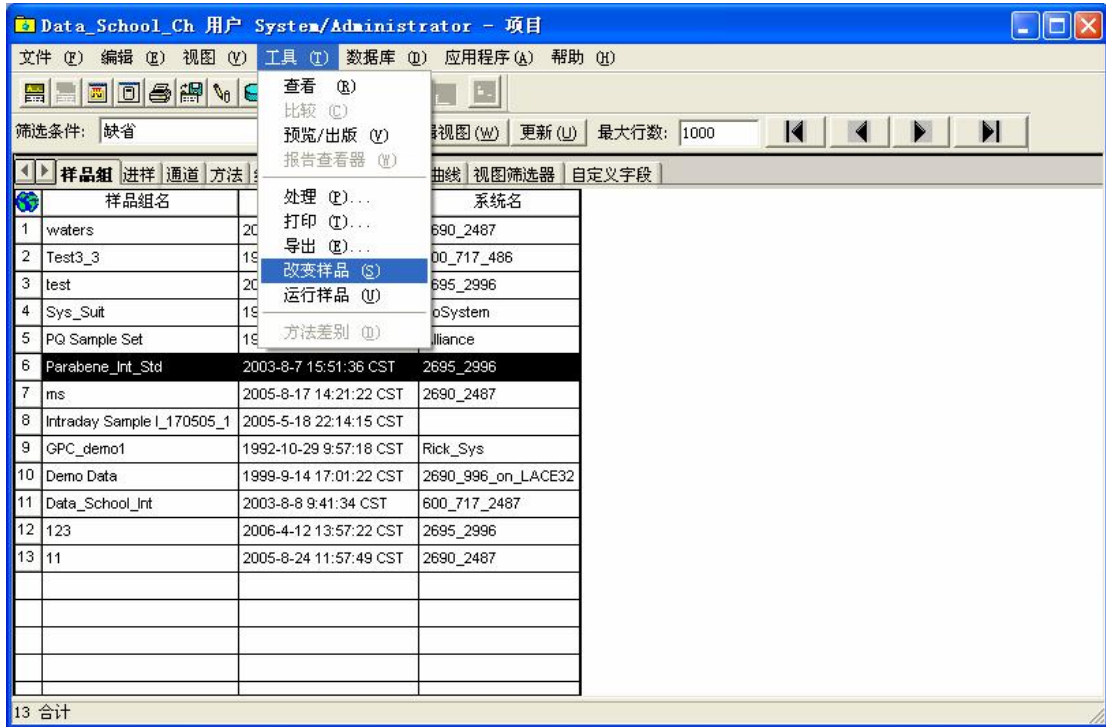 Data_School_Ch 用户 System/Administrator - 项目
文件 (F) 编辑 (E) 视图 (V) 工具 (T) 数据库 (D) 应用程序(A) 帮助 (H)
查看 (R)
比较 (C)
预览/出版 (V)
报告查看器 (W)
处理 (P)...
打印 (T)...
导出 (E)...
改变样品 (S)
运行样品 (U)
方法差别 (D)
筛选条件: 缺省 视图(W) 更新(U) 最大行数: 1000
样品组 进样 通道 方法 曲线 视图筛选器 自定义字段
样品组名 系统名
1 waters 20 690_2487
2 Test3_3 19 00_717_486
3 test 20 695_2996
4 Sys_Suit 19 oSystem
5 PQ Sample Set 19 lliance
6 Parabene_Int_Std 2003-8-7 15:51:36 CST 2695_2996
7 ms 2005-8-17 14:21:22 CST 2690_2487
8 Intraday Sample I_170505_1 2005-5-18 22:14:15 CST
9 GPC_demo1 1992-10-29 9:57:18 CST Rick_Sys
10 Demo Data 1999-9-14 17:01:22 CST 2690_996_on_LACE32
11 Data_School_Int 2003-8-8 9:41:34 CST 600_717_2487
12 123 2006-4-12 13:57:22 CST 2695_2996
13 11 2005-8-24 11:57:49 CST 2690_2487
13 合计